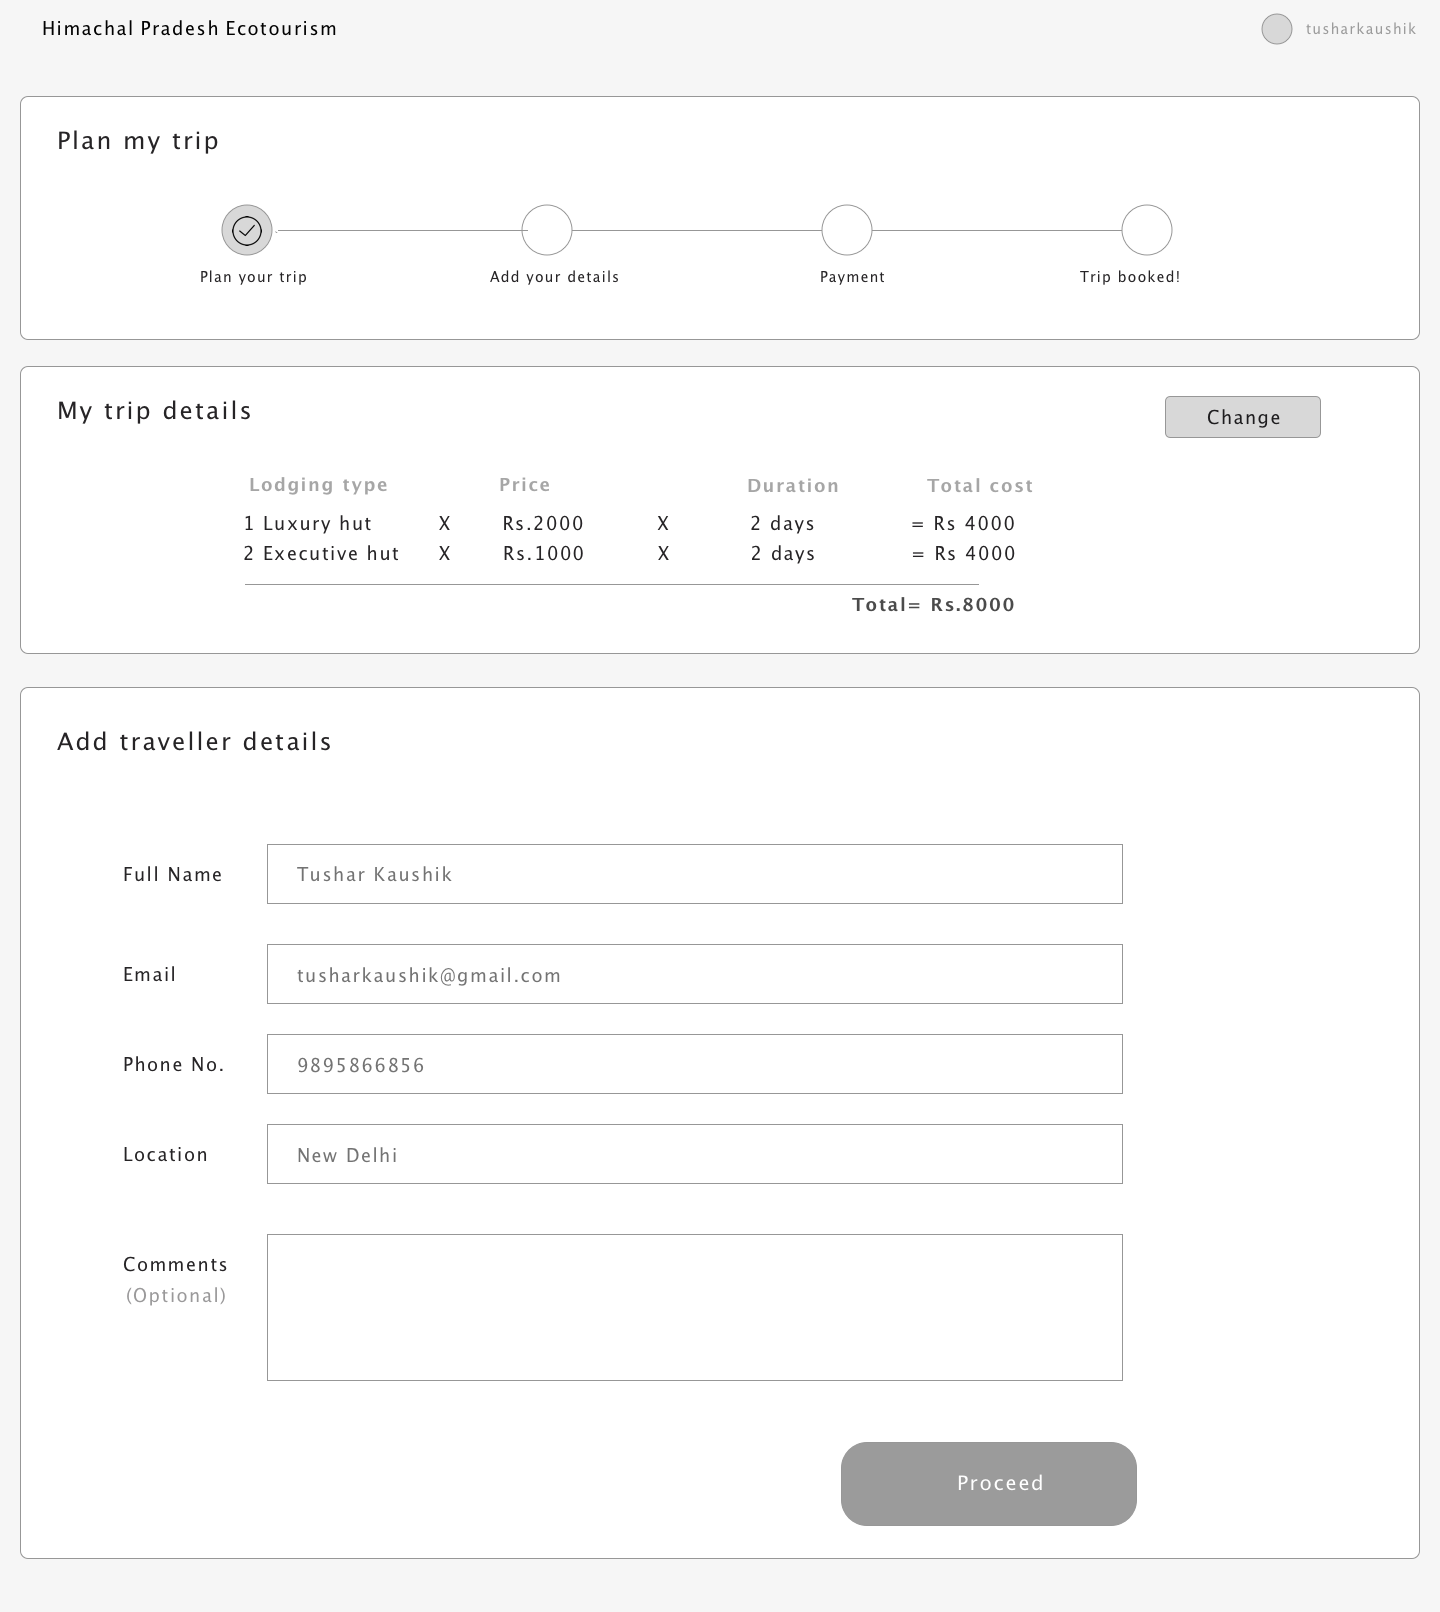 Himachal Pradesh Ecotourism tusharkaushik
Plan my trip
Plan your trip Add your details Payment Trip booked!
My trip details Change
Lodging type Price Duration Total cost
1 Luxury hut X Rs.2000 X 2 days = Rs 4000
2 Executive hut X Rs.1000 X 2 days = Rs 4000
Total= Rs.8000
Add traveller details
Full Name Tushar Kaushik
Email tusharkaushik@gmail.com
Phone No. 9895866856
Location New Delhi
Comments
(Optional)
Proceed